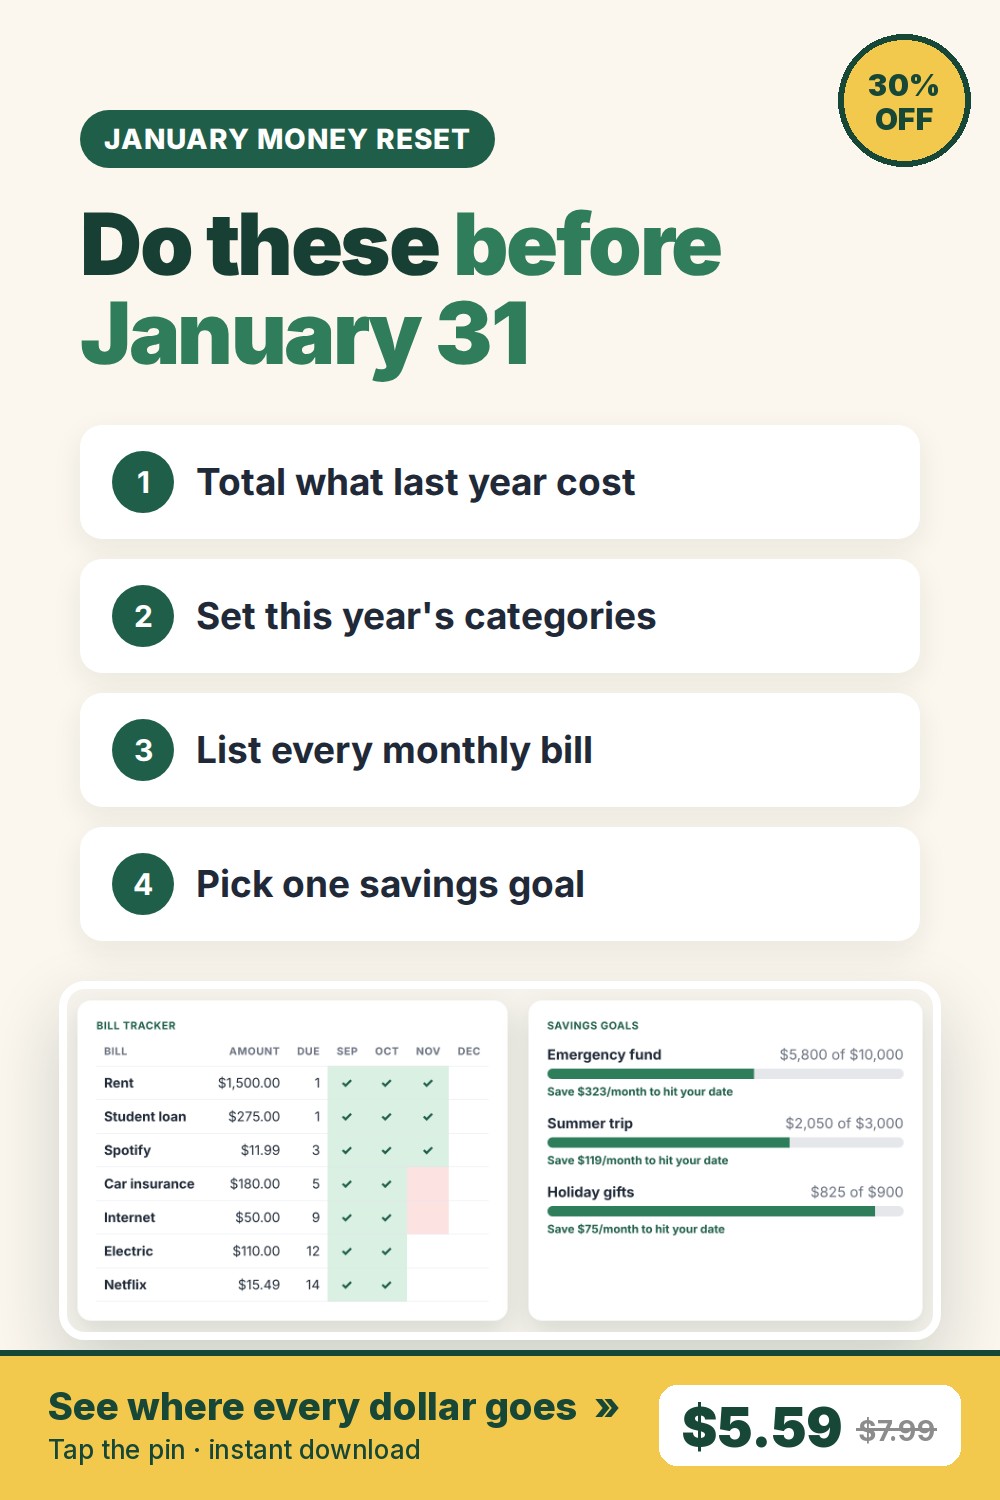 30%
OFF
JANUARY MONEY RESET
Do these before
January 31
1 Total what last year cost
2 Set this year's categories
3 List every monthly bill
4 Pick one savings goal
BILL TRACKER
BILL AMOUNT DUE SEP OCT NOV DEC
Rent $1,500.00 1 ✓ ✓ ✓
Student loan $275.00 1 ✓ ✓ ✓
Spotify $11.99 3 ✓ ✓ ✓
Car insurance $180.00 5 ✓ ✓
Internet $50.00 9 ✓ ✓
Electric $110.00 12 ✓ ✓
Netflix $15.49 14 ✓ ✓
SAVINGS GOALS
Emergency fund $5,800 of $10,000
Save $323/month to hit your date
Summer trip $2,050 of $3,000
Save $119/month to hit your date
Holiday gifts $825 of $900
Save $75/month to hit your date
See where every dollar goes »
Tap the pin · instant download
$5.59 $7.99